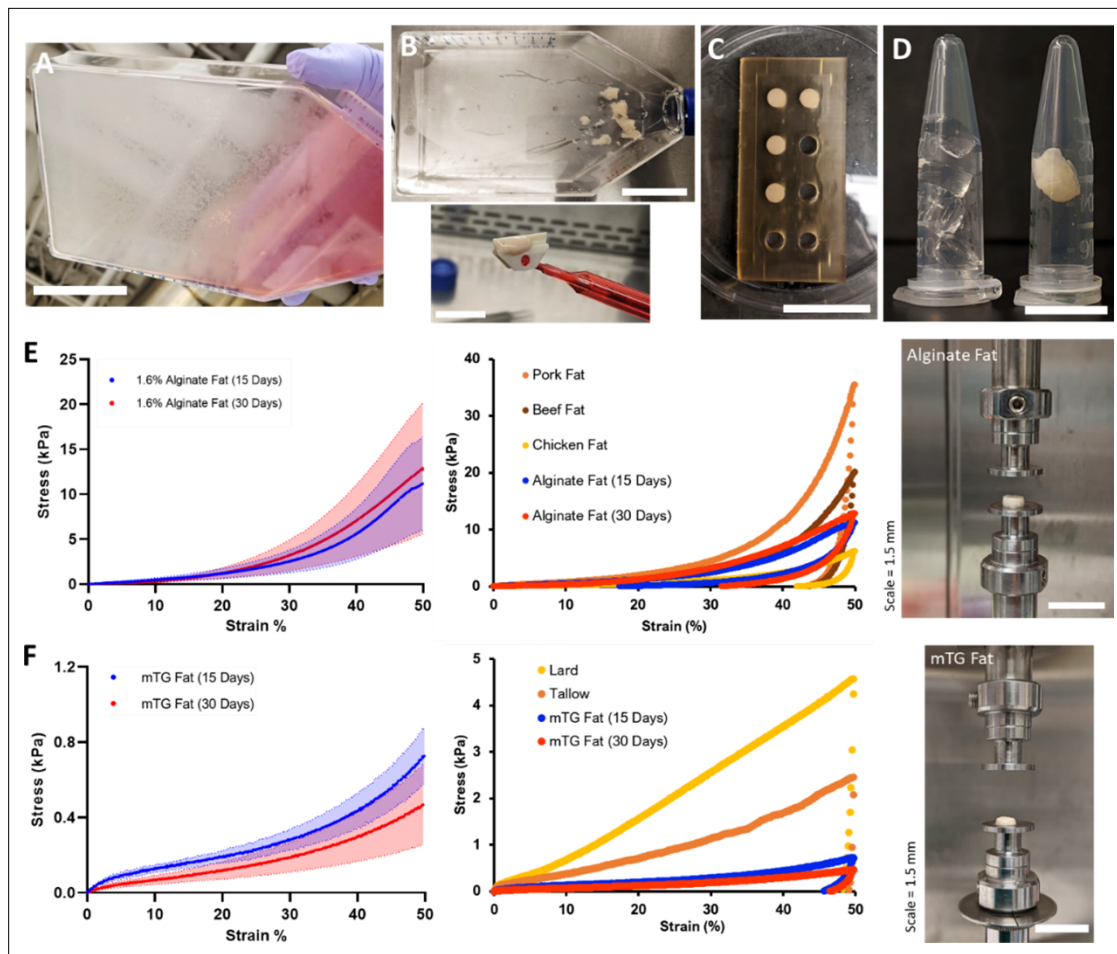 A
B
C
D
E
25
20
15
10
5
0
0
10
20
30
40
50
Stress (kPa)
Strain %
1.6% Alginate Fat (15 Days)
1.6% Alginate Fat (30 Days)
40
30
20
10
0
0
10
20
30
40
50
Stress (kPa)
Strain (%)
Pork Fat
Beef Fat
Chicken Fat
Alginate Fat (15 Days)
Alginate Fat (30 Days)
Alginate Fat
Scale = 1.5 mm
F
1.2
0.8
0.4
0.0
0
10
20
30
40
50
Stress (kPa)
Strain %
mTG Fat (15 Days)
mTG Fat (30 Days)
5
4
3
2
1
0
0
10
20
30
40
50
Stress (kPa)
Strain (%)
Lard
Tallow
mTG Fat (15 Days)
mTG Fat (30 Days)
mTG Fat
Scale = 1.5 mm